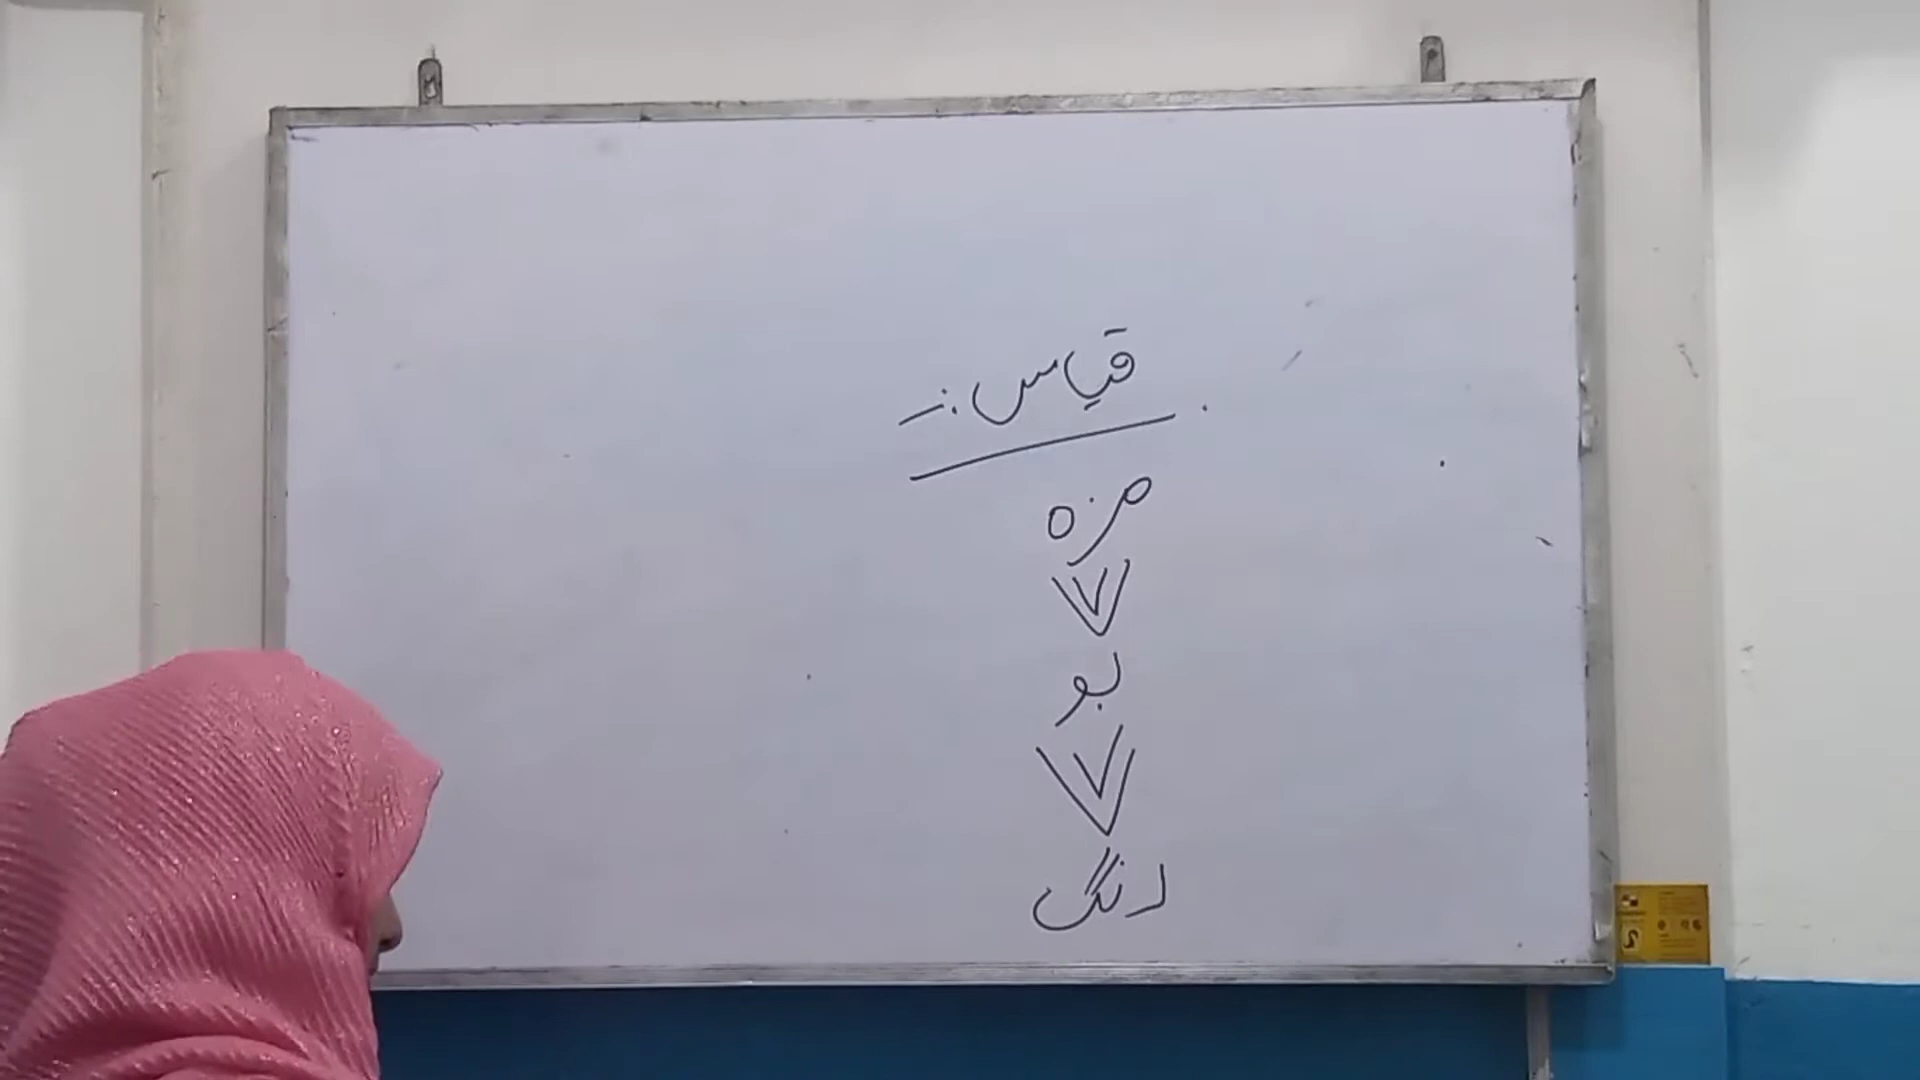 قیاس :-
مزہ
بو
رنگ